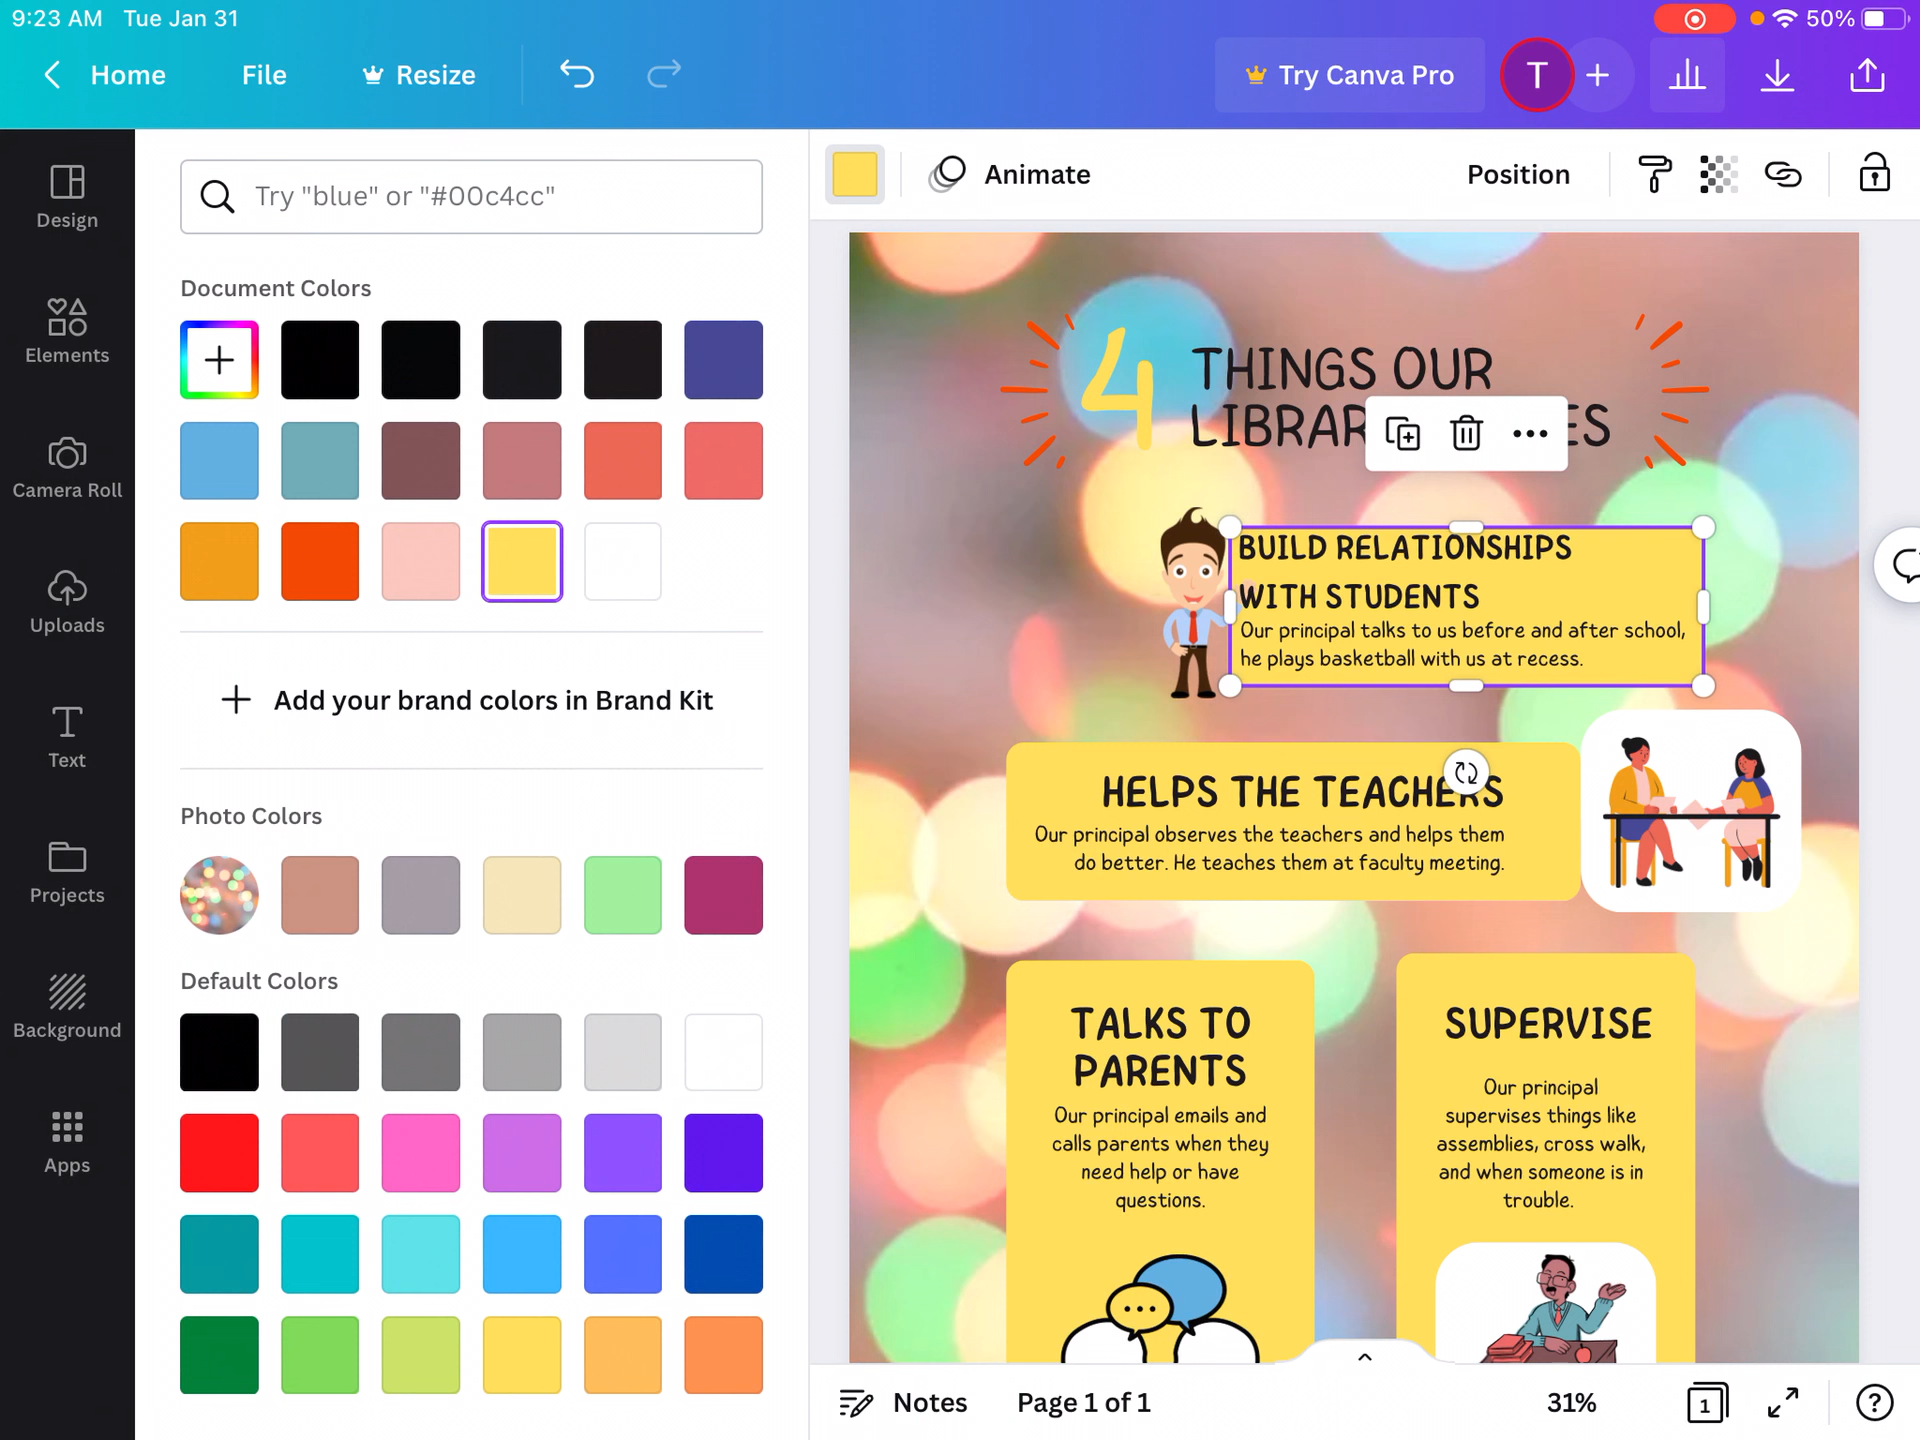 9:23 AM Tue Jan 31
50%
Home File Resize
Try Canva Pro
T
Design
Elements
Camera Roll
Uploads
Text
Projects
Background
Apps
Try "blue" or "#00c4cc"
Document Colors
Add your brand colors in Brand Kit
Photo Colors
Default Colors
Animate
Position
4 THINGS OUR
BUILD RELATIONSHIPS
WITH STUDENTS
Our principal talks to us before and after school,
he plays basketball with us at recess.
HELPS THE TEACHERS
Our principal observes the teachers and helps them
do better. He teaches them at faculty meeting.
TALKS TO
PARENTS
Our principal emails and
calls parents when they
need help or have
questions.
SUPERVISE
Our principal
supervises things like
assemblies, cross walk,
and when someone is in
trouble.
Notes Page 1 of 1
31%
1
?